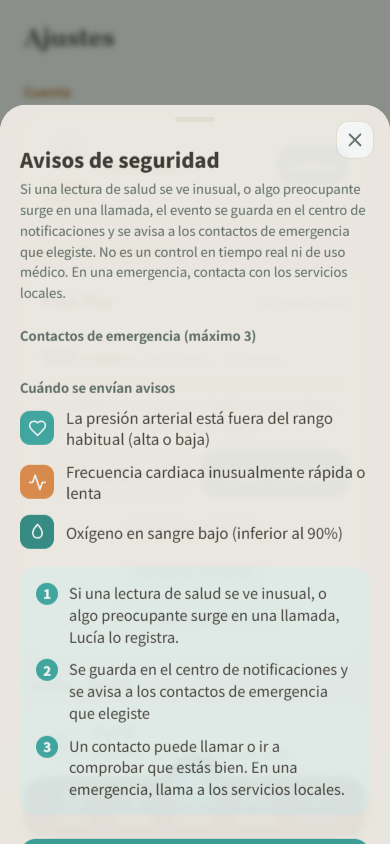 Ajustes
Cuenta
Avisos de seguridad
Si una lectura de salud se ve inusual, o algo preocupante
surge en una llamada, el evento se guarda en el centro de
notificaciones y se avisa a los contactos de emergencia
que elegiste. No es un control en tiempo real ni de uso
médico. En una emergencia, contacta con los servicios
locales.
Contactos de emergencia (máximo 3)
Cuándo se envían avisos
La presión arterial está fuera del rango
habitual (alta o baja)
Frecuencia cardiaca inusualmente rápida o
lenta
Oxígeno en sangre bajo (inferior al 90%)
1 Si una lectura de salud se ve inusual, o
algo preocupante surge en una llamada,
Lucía lo registra.
2 Se guarda en el centro de notificaciones y
se avisa a los contactos de emergencia
que elegiste
3 Un contacto puede llamar o ir a
comprobar que estás bien. En una
emergencia, llama a los servicios locales.